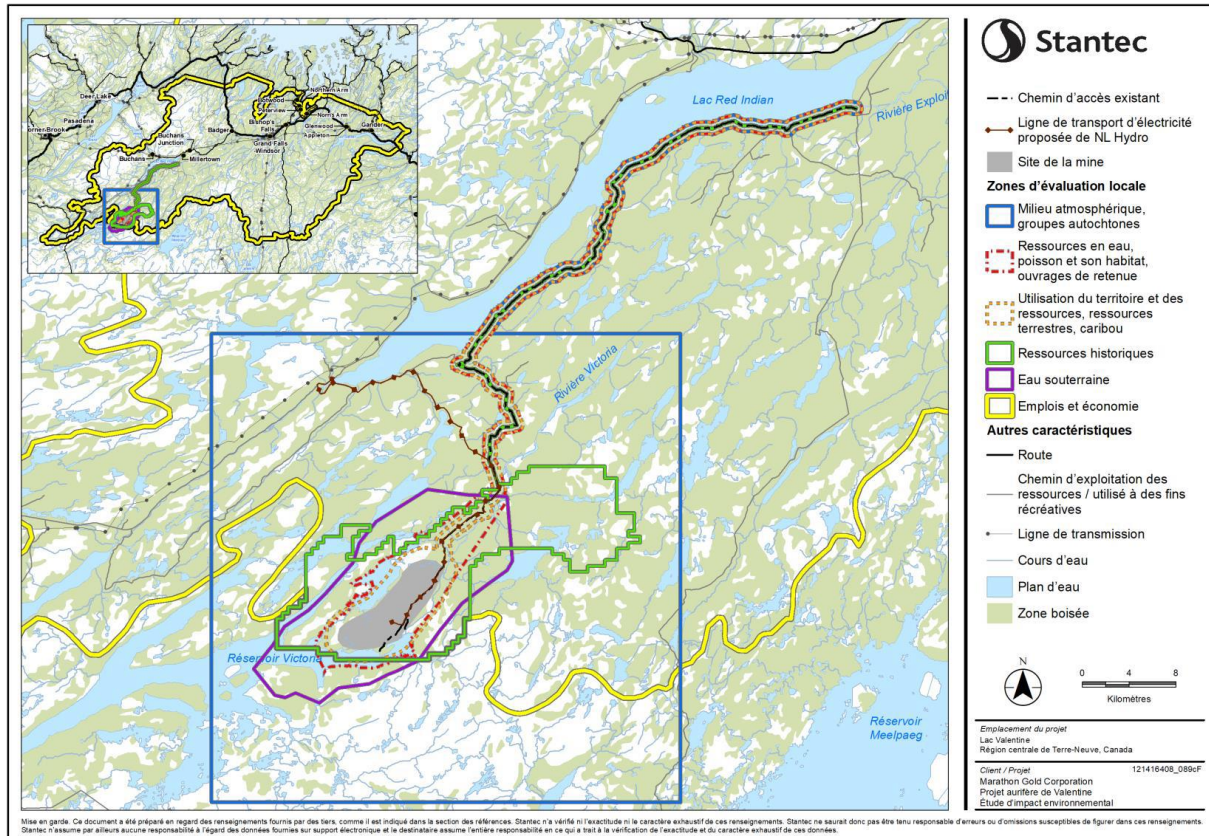 Deer Lake
Pasadena
orner-Brook
Buchans
Junction
Buchans
Millertown
Badger
Northern Arm
Botwood
Peterview
Norris Arm
Bishop's
Falls
Glenwood
Appleton
Gander
Grand Falls
Windsor
Lac Red Indian
Rivière Exploi
Rivière Victoria
Réservoir Victoria
Réservoir
Meelpaeg
Stantec
Chemin d'accès existant
Ligne de transport d'électricité
proposée de NL Hydro
Site de la mine
Zones d'évaluation locale
Milieu atmosphérique,
groupes autochtones
Ressources en eau,
poisson et son habitat,
ouvrages de retenue
Utilisation du territoire et des
ressources, ressources
terrestres, caribou
Ressources historiques
Eau souterraine
Emplois et économie
Autres caractéristiques
Route
Chemin d'exploitation des
ressources / utilisé à des fins
récréatives
Ligne de transmission
Cours d'eau
Plan d'eau
Zone boisée
N
0 4 8
Kilomètres
Emplacement du projet
Lac Valentine
Région centrale de Terre-Neuve, Canada
Client / Projet 121416408_089cF
Marathon Gold Corporation
Projet aurifère de Valentine
Étude d'impact environnemental
Mise en garde. Ce document a été préparé en regard des renseignements fournis par des tiers, comme il est indiqué dans la section des références. Stantec n'a vérifié ni l'exactitude ni le caractère exhaustif de ces renseignements. Stantec ne saurait donc pas être tenu responsable d'erreurs ou d'omissions susceptibles de figurer dans ces renseignements.
Stantec n'assume par ailleurs aucune responsabilité à l'égard des données fournies sur support électronique et le destinataire assume l'entière responsabilité en ce qui a trait à la vérification de l'exactitude et du caractère exhaustif de ces données.